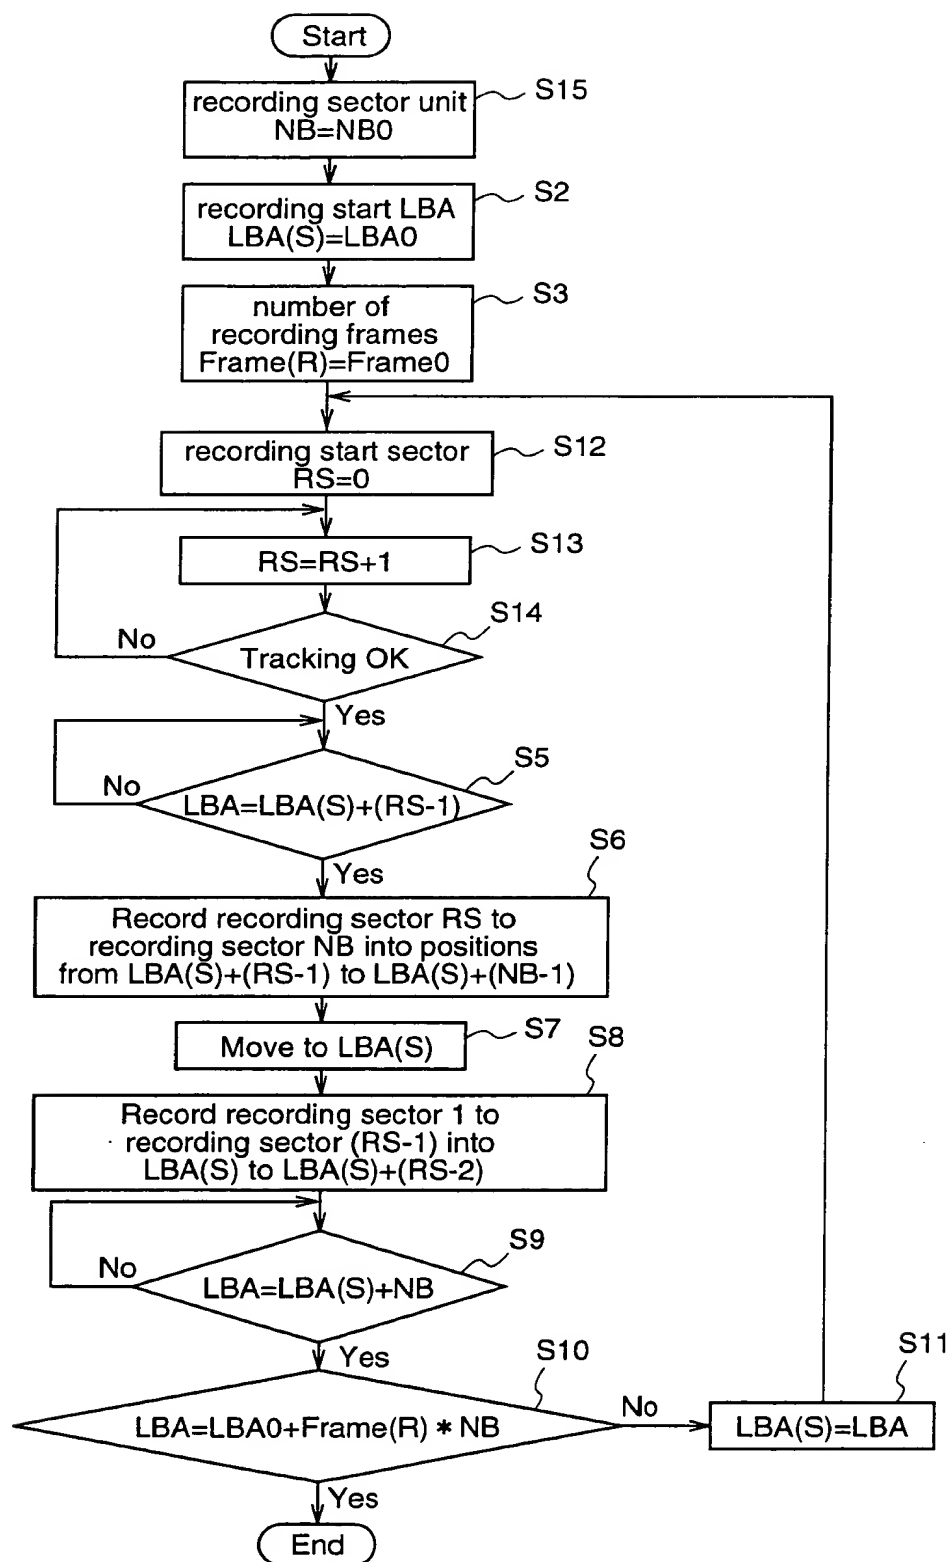 Start
recording sector unit
NB=NB0
S15
recording start LBA
LBA(S)=LBA0
S2
number of
recording frames
Frame(R)=Frame0
S3
recording start sector
RS=0
S12
RS=RS+1
S13
Tracking OK
S14
No
Yes
LBA=LBA(S)+(RS-1)
S5
No
Yes
Record recording sector RS to
recording sector NB into positions
from LBA(S)+(RS-1) to LBA(S)+(NB-1)
S6
Move to LBA(S)
S7
Record recording sector 1 to
recording sector (RS-1) into
LBA(S) to LBA(S)+(RS-2)
S8
LBA=LBA(S)+NB
S9
No
Yes
LBA=LBA0+Frame(R) * NB
S10
No
LBA(S)=LBA
S11
Yes
End